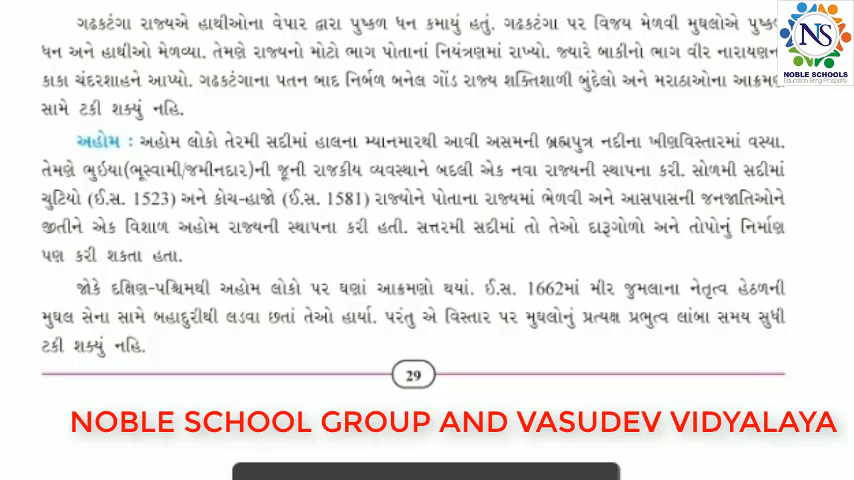 ગઢકટંગા રાજ્યએ હાથીઓના વેપાર દ્વારા પુષ્કળ ધન કમાયું હતું. ગઢકટંગા પર વિજય મેળવી મુઘલોએ પુષ્કળ
ધન અને હાથીઓ મેળવ્યા. તેમણે રાજ્યનો મોટો ભાગ પોતાનાં નિયંત્રણમાં રાખ્યો. જ્યારે બાકીનો ભાગ વીર નારાયણના
કાકા ચંદરશાહને આપ્યો. ગઢકટંગાના પતન બાદ નિર્બળ બનેલ ગોંડ રાજ્ય શક્તિશાળી બુંદેલો અને મરાઠાઓના આક્રમણ
સામે ટકી શક્યું નહિ.
અહોમ : અહોમ લોકો તેરમી સદીમાં હાલના મ્યાનમારથી આવી અસમની બ્રહ્મપુત્ર નદીના ખીણવિસ્તારમાં વસ્યા.
તેમણે ભુઇયા(ભૂસ્વામી/જમીનદાર)ની જૂની રાજકીય વ્યવસ્થાને બદલી એક નવા રાજ્યની સ્થાપના કરી. સોળમી સદીમાં
ચુટિયો (ઈ.સ. 1523) અને કોચ-હાજો (ઈ.સ. 1581) રાજ્યોને પોતાના રાજ્યમાં ભેળવી અને આસપાસની જનજાતિઓને
જીતીને એક વિશાળ અહોમ રાજ્યની સ્થાપના કરી હતી. સત્તરમી સદીમાં તો તેઓ દારૂગોળો અને તોપોનું નિર્માણ
પણ કરી શકતા હતા.
જોકે દક્ષિણ-પશ્ચિમથી અહોમ લોકો પર ઘણાં આક્રમણો થયાં. ઈ.સ. 1662માં મીર જુમલાના નેતૃત્વ હેઠળની
મુઘલ સેના સામે બહાદુરીથી લડવા છતાં તેઓ હાર્યા. પરંતુ એ વિસ્તાર પર મુઘલોનું પ્રત્યક્ષ પ્રભુત્વ લાંબા સમય સુધી
ટકી શક્યું નહિ.
29
NOBLE SCHOOL GROUP AND VASUDEV VIDYALAYA
NS
NOBLE SCHOOLS
Education Bring Prosperity